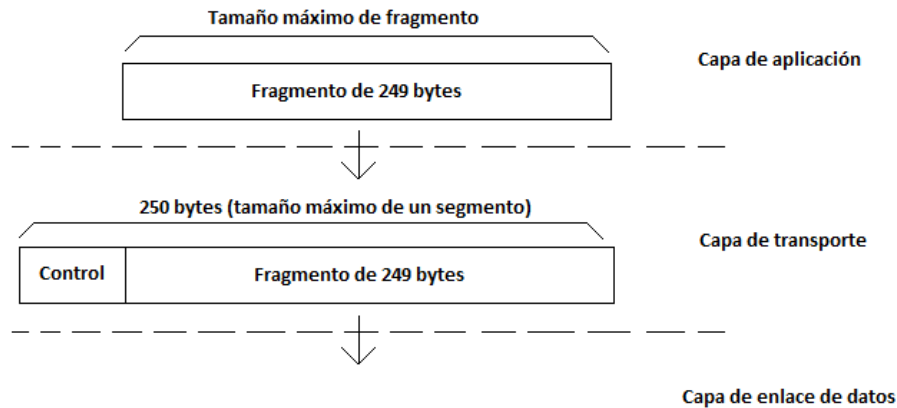 Tamaño máximo de fragmento
Capa de aplicación
Fragmento de 249 bytes
250 bytes (tamaño máximo de un segmento)
Capa de transporte
Control
Fragmento de 249 bytes
Capa de enlace de datos